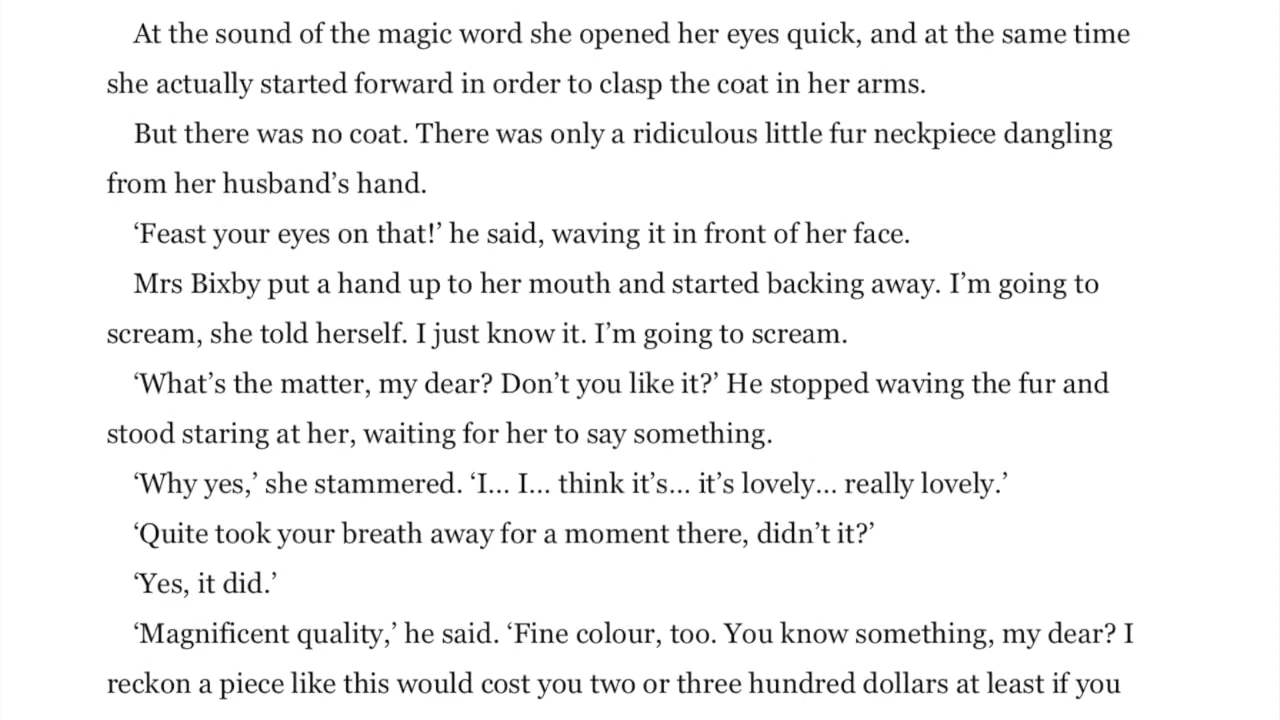 At the sound of the magic word she opened her eyes quick, and at the same time
she actually started forward in order to clasp the coat in her arms.
But there was no coat. There was only a ridiculous little fur neckpiece dangling
from her husband’s hand.
‘Feast your eyes on that!’ he said, waving it in front of her face.
Mrs Bixby put a hand up to her mouth and started backing away. I’m going to
scream, she told herself. I just know it. I’m going to scream.
‘What’s the matter, my dear? Don’t you like it?’ He stopped waving the fur and
stood staring at her, waiting for her to say something.
‘Why yes,’ she stammered. ‘I... I... think it’s... it’s lovely... really lovely.’
‘Quite took your breath away for a moment there, didn’t it?’
‘Yes, it did.’
‘Magnificent quality,’ he said. ‘Fine colour, too. You know something, my dear? I
reckon a piece like this would cost you two or three hundred dollars at least if you